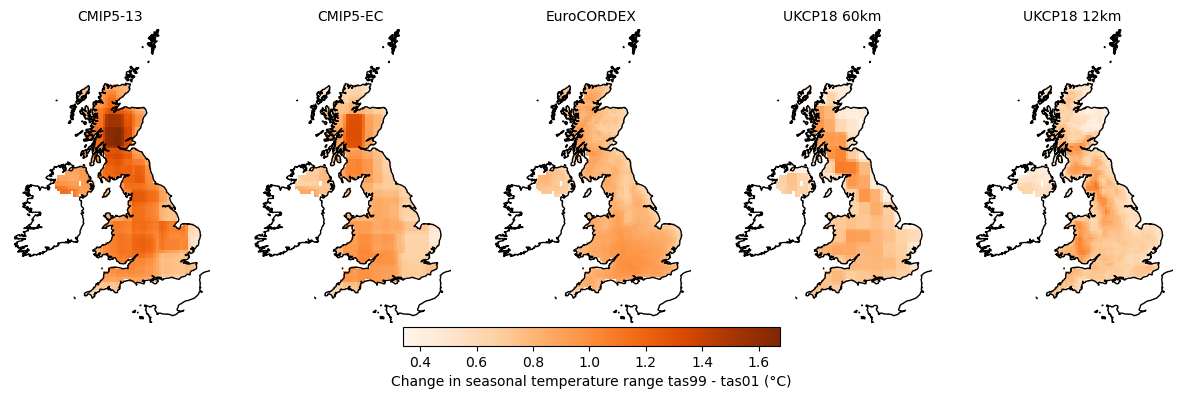 CMIP5-13
CMIP5-EC
EuroCORDEX
UKCP18 60km
UKCP18 12km
0.4 0.6 0.8 1.0 1.2 1.4 1.6
Change in seasonal temperature range tas99 - tas01 (°C)